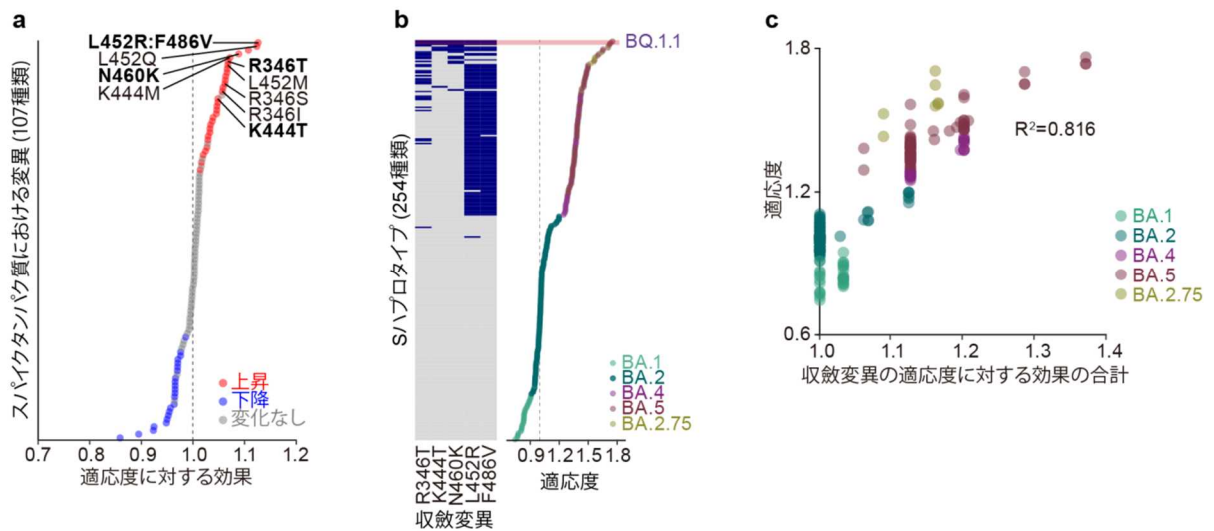 a
スパイクタンパク質における変異 (107種類)
L452R:F486V
L452Q
N460K
K444M
R346T
L452M
R346S
R346I
K444T
上昇
下降
変化なし
0.7 0.8 0.9 1.0 1.1 1.2
適応度に対する効果
b
Sハプロタイプ (254種類)
BQ.1.1
BA.1
BA.2
BA.4
BA.5
BA.2.75
R346T
K444T
N460K
L452R
F486V
収斂変異
0.9 1.2 1.5 1.8
適応度
c
適応度
1.8
1.2
0.6
R²=0.816
BA.1
BA.2
BA.4
BA.5
BA.2.75
1.0 1.1 1.2 1.3 1.4
収斂変異の適応度に対する効果の合計